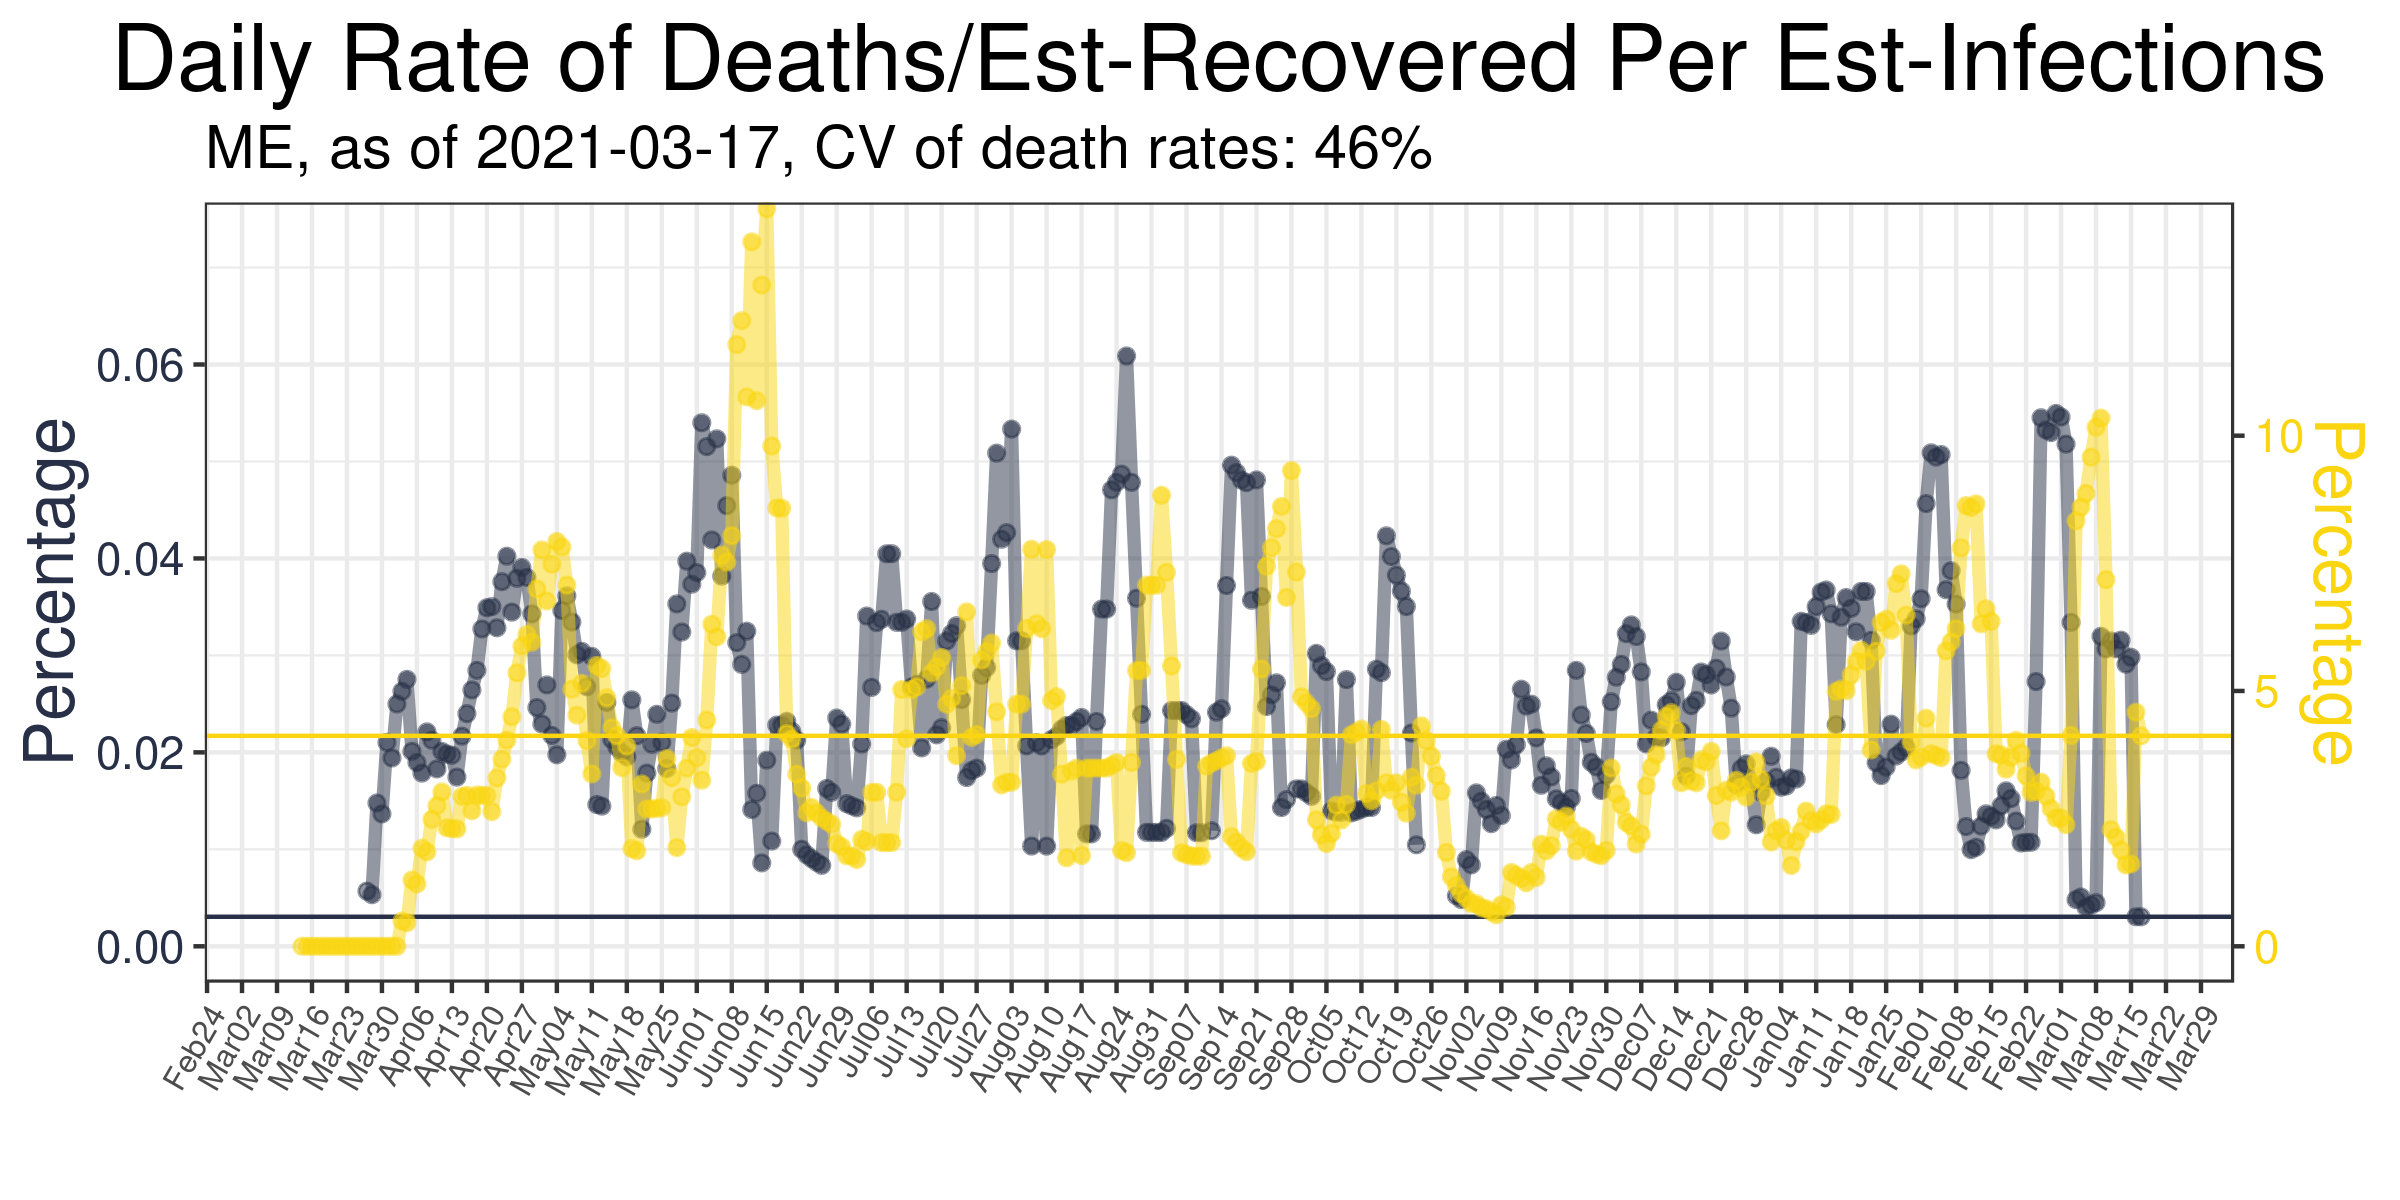 Daily Rate of Deaths/Est-Recovered Per Est-Infections
ME, as of 2021-03-17, CV of death rates: 46%
Percentage
0.06
0.04
0.02
0.00
10
5
0
Percentage
Feb24
Mar02
Mar09
Mar16
Mar23
Mar30
Apr06
Apr13
Apr20
Apr27
May04
May11
May18
May25
Jun01
Jun08
Jun15
Jun22
Jun29
Jul06
Jul13
Jul20
Jul27
Aug03
Aug10
Aug17
Aug24
Aug31
Sep07
Sep14
Sep21
Sep28
Oct05
Oct12
Oct19
Oct26
Nov02
Nov09
Nov16
Nov23
Nov30
Dec07
Dec14
Dec21
Dec28
Jan04
Jan11
Jan18
Jan25
Feb01
Feb08
Feb15
Feb22
Mar01
Mar08
Mar15
Mar22
Mar29